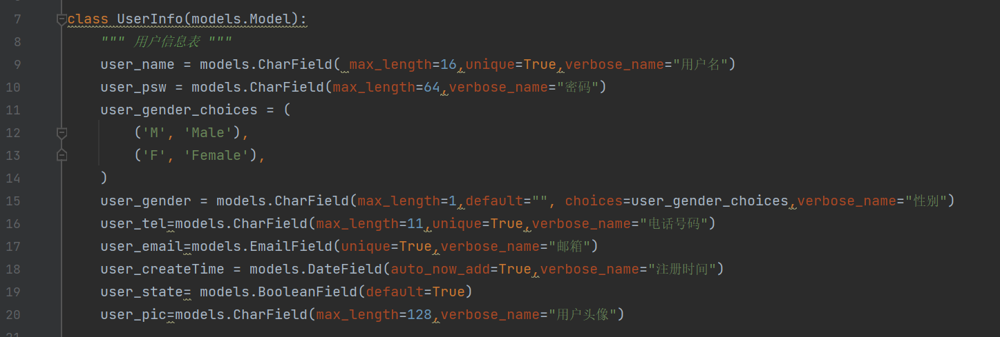 7 class UserInfo(models.Model):
8 """ 用户信息表 """
9 user_name = models.CharField( max_length=16,unique=True,verbose_name="用户名")
10 user_psw = models.CharField(max_length=64,verbose_name="密码")
11 user_gender_choices = (
12 ('M', 'Male'),
13 ('F', 'Female'),
14 )
15 user_gender = models.CharField(max_length=1,default="", choices=user_gender_choices,verbose_name="性别")
16 user_tel=models.CharField(max_length=11,unique=True,verbose_name="电话号码")
17 user_email=models.EmailField(unique=True,verbose_name="邮箱")
18 user_createTime = models.DateField(auto_now_add=True,verbose_name="注册时间")
19 user_state= models.BooleanField(default=True)
20 user_pic=models.CharField(max_length=128,verbose_name="用户头像")